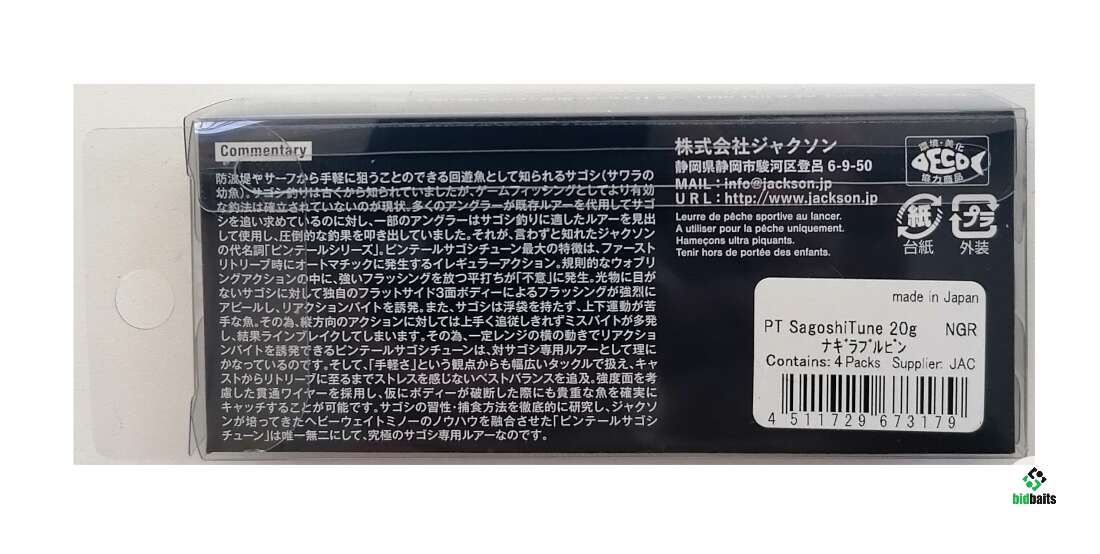 Commentary
防波堤やサーフから手軽に狙うことのできる回遊魚として知られるサゴシ(サワラの
幼魚)。サゴシ釣りは古くから知られていましたが、ゲームフィッシングとしてより有効
な釣法は確立されていないのが現状。多くのアングラーが既存ルアーを代用してサゴ
シを追い求めているのに対し、一部のアングラーはサゴシ釣りに適したルアーを見出
して使用し、圧倒的な釣果を叩き出していました。それが、言わずと知れたジャクソン
の代名詞「ピンテールシリーズ」。ピンテールサゴシチューン最大の特徴は、ファースト
リトリーブ時にオートマチックに発生するイレギュラーアクション。規則的なウォブリ
ングアクションの中に、強いフラッシングを放つ平打ちが「不意」に発生。光物に目が
ないサゴシに対して独自のフラットサイド3面ボディーによるフラッシングが強烈に
アピールし、リアクションバイトを誘発。また、サゴシは浮袋を持たず、上下運動が苦
手な魚。その為、縦方向のアクションに対しては上手く追従しきれずミスバイトが多発
し、結果ラインブレイクしてしまいます。その為、一定レンジの横の動きでリアクショ
ンバイトを誘発できるピンテールサゴシチューンは、対サゴシ専用ルアーとして理に
かなっているのです。そして、「手軽さ」という観点からも幅広いタックルで扱え、キャ
ストからリトリーブに至るまでストレスを感じないベストバランスを追及。強度面を考
慮した貫通ワイヤーを採用し、仮にボディーが破断した際にも貴重な魚を確実に
キャッチすることが可能です。サゴシの習性・捕食方法を徹底的に研究し、ジャクソ
ンが培ってきたヘビーウェイトミノーのノウハウを融合させた「ピンテールサゴシ
チューン」は唯一無二にして、究極のサゴシ専用ルアーなのです。
株式会社ジャクソン
静岡県静岡市駿河区登呂 6-9-50
MAIL：info@jackson.jp
URL：http://www.jackson.jp
Leurre de pêche sportive au lancer.
A utiliser pour la pêche uniquement.
Hameçons ultra piquants.
Tenir hors de portée des enfants.
環境・美化
ECO
協力商品
紙
プラ
台紙
外装
made in Japan
PT SagoshiTune 20g NGR
ﾅｷﾞﾗﾌﾞﾙﾋﾟﾝ
Contains: 4 Packs Supplier: JAC
4 511729 673179
bidbaits